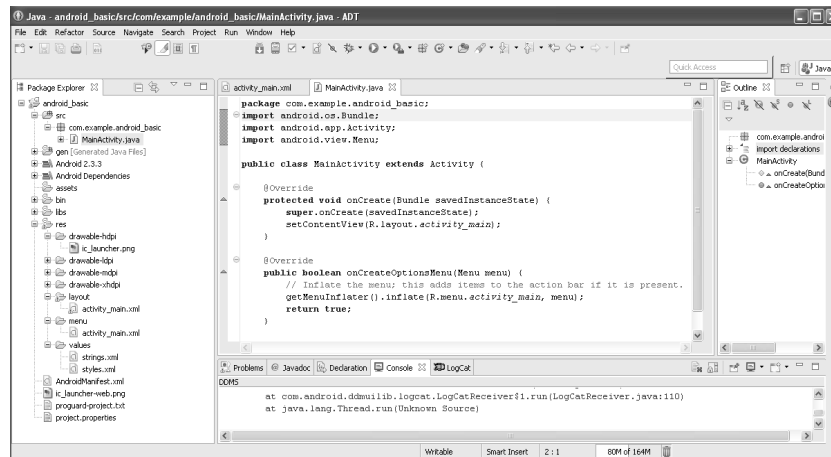 Java - android_basic/src/com/example/android_basic/MainActivity.java - ADT
File Edit Refactor Source Navigate Search Project Run Window Help
Quick Access
Java
Package Explorer
android_basic
src
com.example.android_basic
MainActivity.java
gen [Generated Java Files]
Android 2.3.3
Android Dependencies
assets
bin
libs
res
drawable-hdpi
ic_launcher.png
drawable-ldpi
drawable-mdpi
drawable-xhdpi
layout
activity_main.xml
menu
activity_main.xml
values
strings.xml
styles.xml
AndroidManifest.xml
ic_launcher-web.png
proguard-project.txt
project.properties
activity_main.xml
MainActivity.java
package com.example.android_basic;
import android.os.Bundle;
import android.app.Activity;
import android.view.Menu;
public class MainActivity extends Activity {
@Override
protected void onCreate(Bundle savedInstanceState) {
super.onCreate(savedInstanceState);
setContentView(R.layout.activity_main);
}
@Override
public boolean onCreateOptionsMenu(Menu menu) {
// Inflate the menu; this adds items to the action bar if it is present.
getMenuInflater().inflate(R.menu.activity_main, menu);
return true;
}
Outline
com.example.androi
import declarations
MainActivity
onCreate(Bund
onCreateOption
Problems @ Javadoc Declaration Console LogCat
DDMS
at com.android.ddmuilib.logcat.LogCatReceiver$1.run(LogCatReceiver.java:110)
at java.lang.Thread.run(Unknown Source)
Writable Smart Insert 2 : 1 80M of 164M